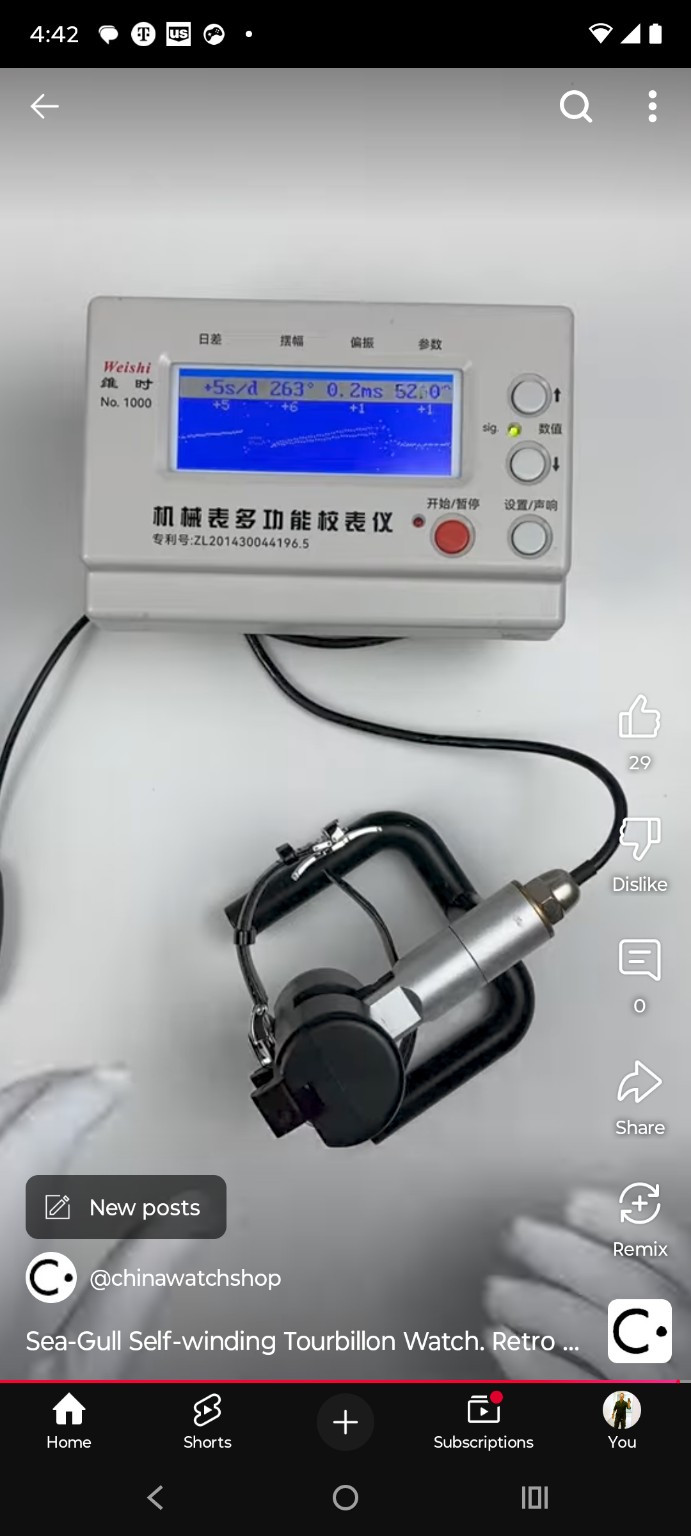 4:42
us
日差 摆幅 偏振 参数
Weishi
维 时
No. 1000
+5s/d 263° 0.2ms 52.0°
+5 +6 +1 +1
sig. 数值
开始/暂停 设置/声响
机械表多功能校表仪
专利号:ZL201430044196.5
29
Dislike
0
Share
Remix
New posts
@chinawatchshop
Sea-Gull Self-winding Tourbillon Watch. Retro ...
Home Shorts Subscriptions You